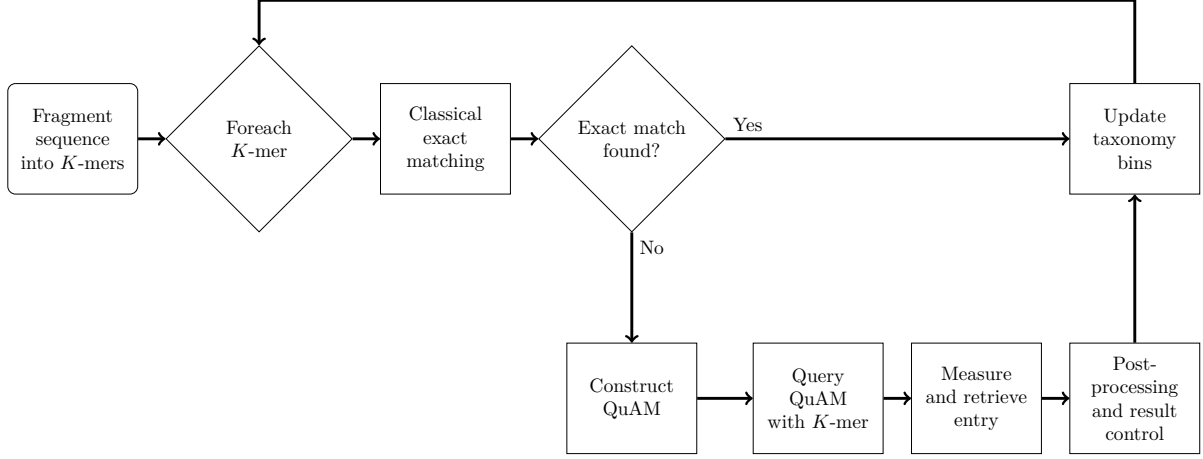 Fragment
sequence
into K-mers
Foreach
K-mer
Classical
exact
matching
Exact match
found?
Yes
Update
taxonomy
bins
No
Construct
QuAM
Query
QuAM
with K-mer
Measure
and retrieve
entry
Post-
processing
and result
control